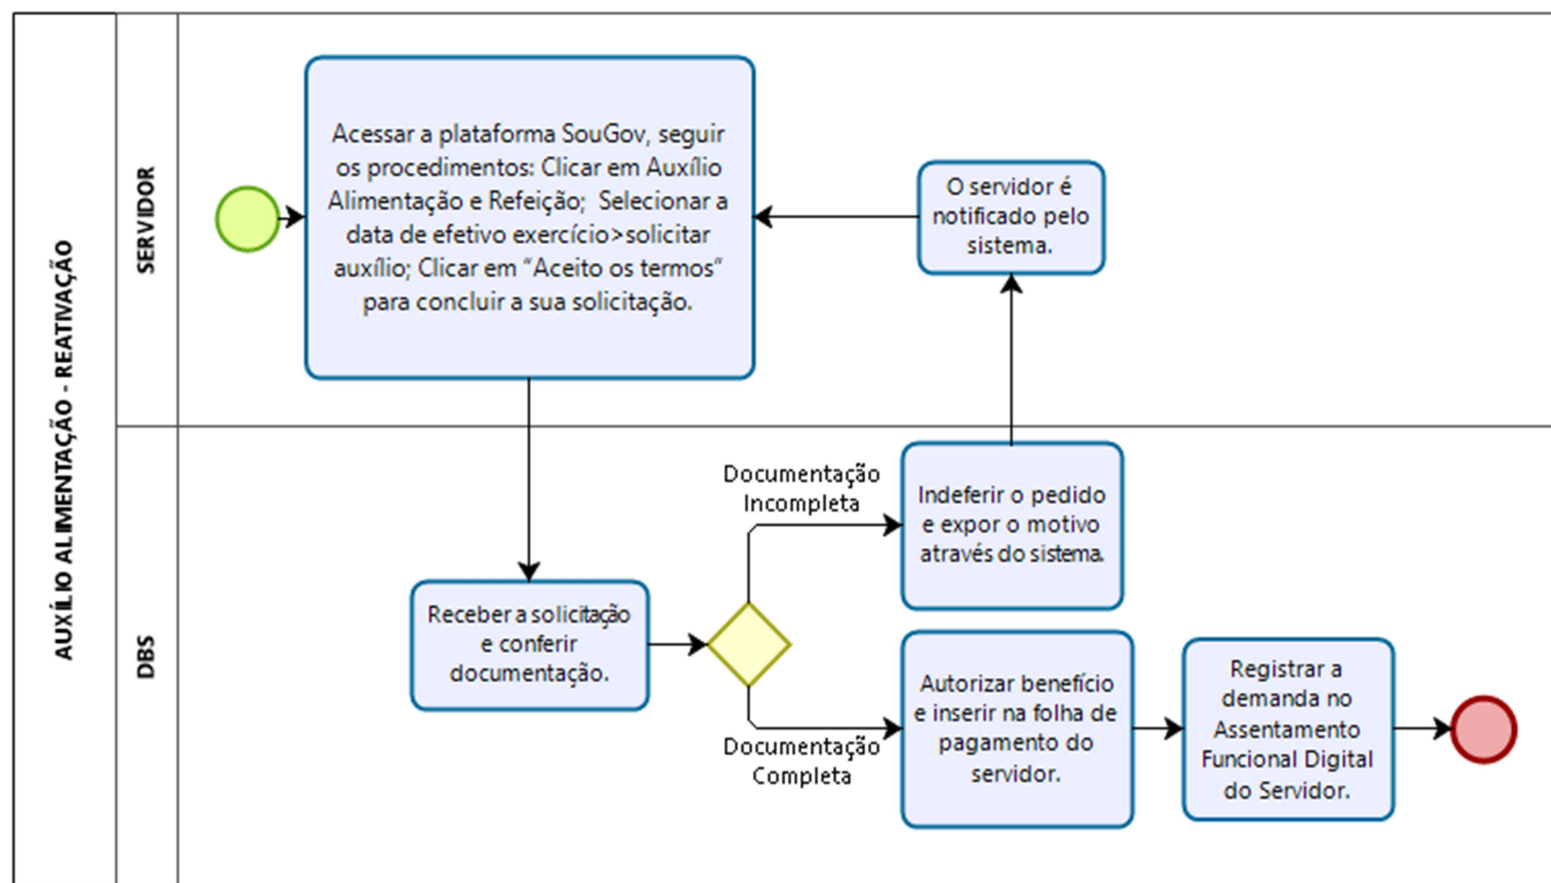 AUXÍLIO ALIMENTAÇÃO - REATIVAÇÃO
SERVIDOR
Acessar a plataforma SouGov, seguir
os procedimentos: Clicar em Auxílio
Alimentação e Refeição;  Selecionar a
data de efetivo exercício>solicitar
auxílio; Clicar em “Aceito os termos”
para concluir a sua solicitação.
O servidor é
notificado pelo
sistema.
DBS
Receber a solicitação
e conferir
documentação.
Documentação
Incompleta
Indeferir o pedido
e expor o motivo
através do sistema.
Documentação
Completa
Autorizar benefício
e inserir na folha de
pagamento do
servidor.
Registrar a
demanda no
Assentamento
Funcional Digital
do Servidor.